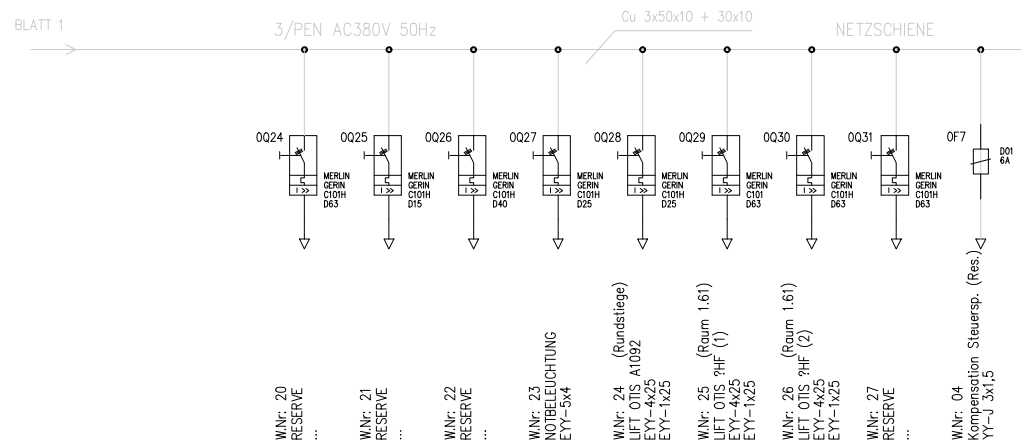 BLATT 1
3/PEN AC380V 50Hz
Cu 3x50x10 + 30x10
NETZSCHIENE
0Q24
MERLIN
GERIN
C101H
D63
0Q25
MERLIN
GERIN
C101H
D15
0Q26
MERLIN
GERIN
C101H
D40
0Q27
MERLIN
GERIN
C101H
D25
0Q28
MERLIN
GERIN
C101H
D25
0Q29
MERLIN
GERIN
C101
D63
0Q30
MERLIN
GERIN
C101H
D63
0Q31
MERLIN
GERIN
C101H
D63
0F7
D01
6A
I >>
I >>
I >>
I >>
I >>
I >>
I >>
I >>
W.Nr: 20
RESERVE
...
W.Nr: 21
RESERVE
...
W.Nr: 22
RESERVE
...
W.Nr: 23
NOTBELEUCHTUNG
EYY-5x4
W.Nr: 24 (Rundstiege)
LIFT OTIS A1092
EYY-4x25
EYY-1x25
W.Nr: 25 (Raum 1.61)
LIFT OTIS ?HF (1)
EYY-4x25
EYY-1x25
W.Nr: 26 (Raum 1.61)
LIFT OTIS ?HF (2)
EYY-4x25
EYY-1x25
W.Nr: 27
RESERVE
...
W.Nr: 04
Kompensation Steuersp. (Res.)
YY-J 3x1,5